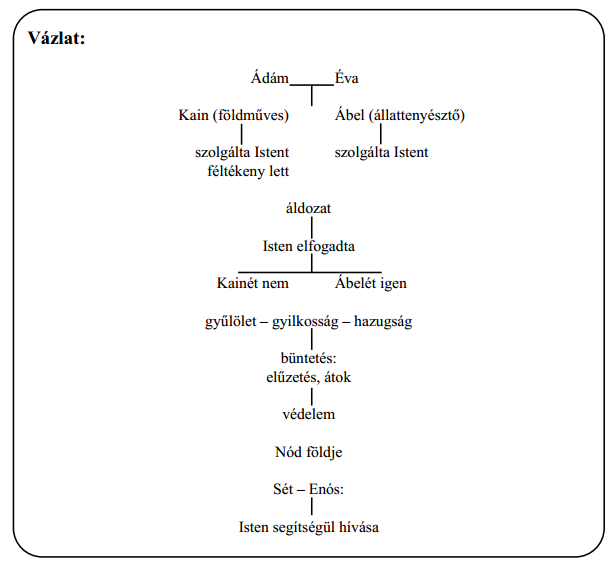 Vázlat:
Ádám Éva
Kain (földműves) Ábel (állattenyésztő)
szolgálta Istent szolgálta Istent
féltékeny lett
áldozat
Isten elfogadta
Kainét nem Ábelét igen
gyűlölet – gyilkosság – hazugság
büntetés:
elűzetés, átok
védelem
Nód földje
Sét – Enós:
Isten segítségül hívása